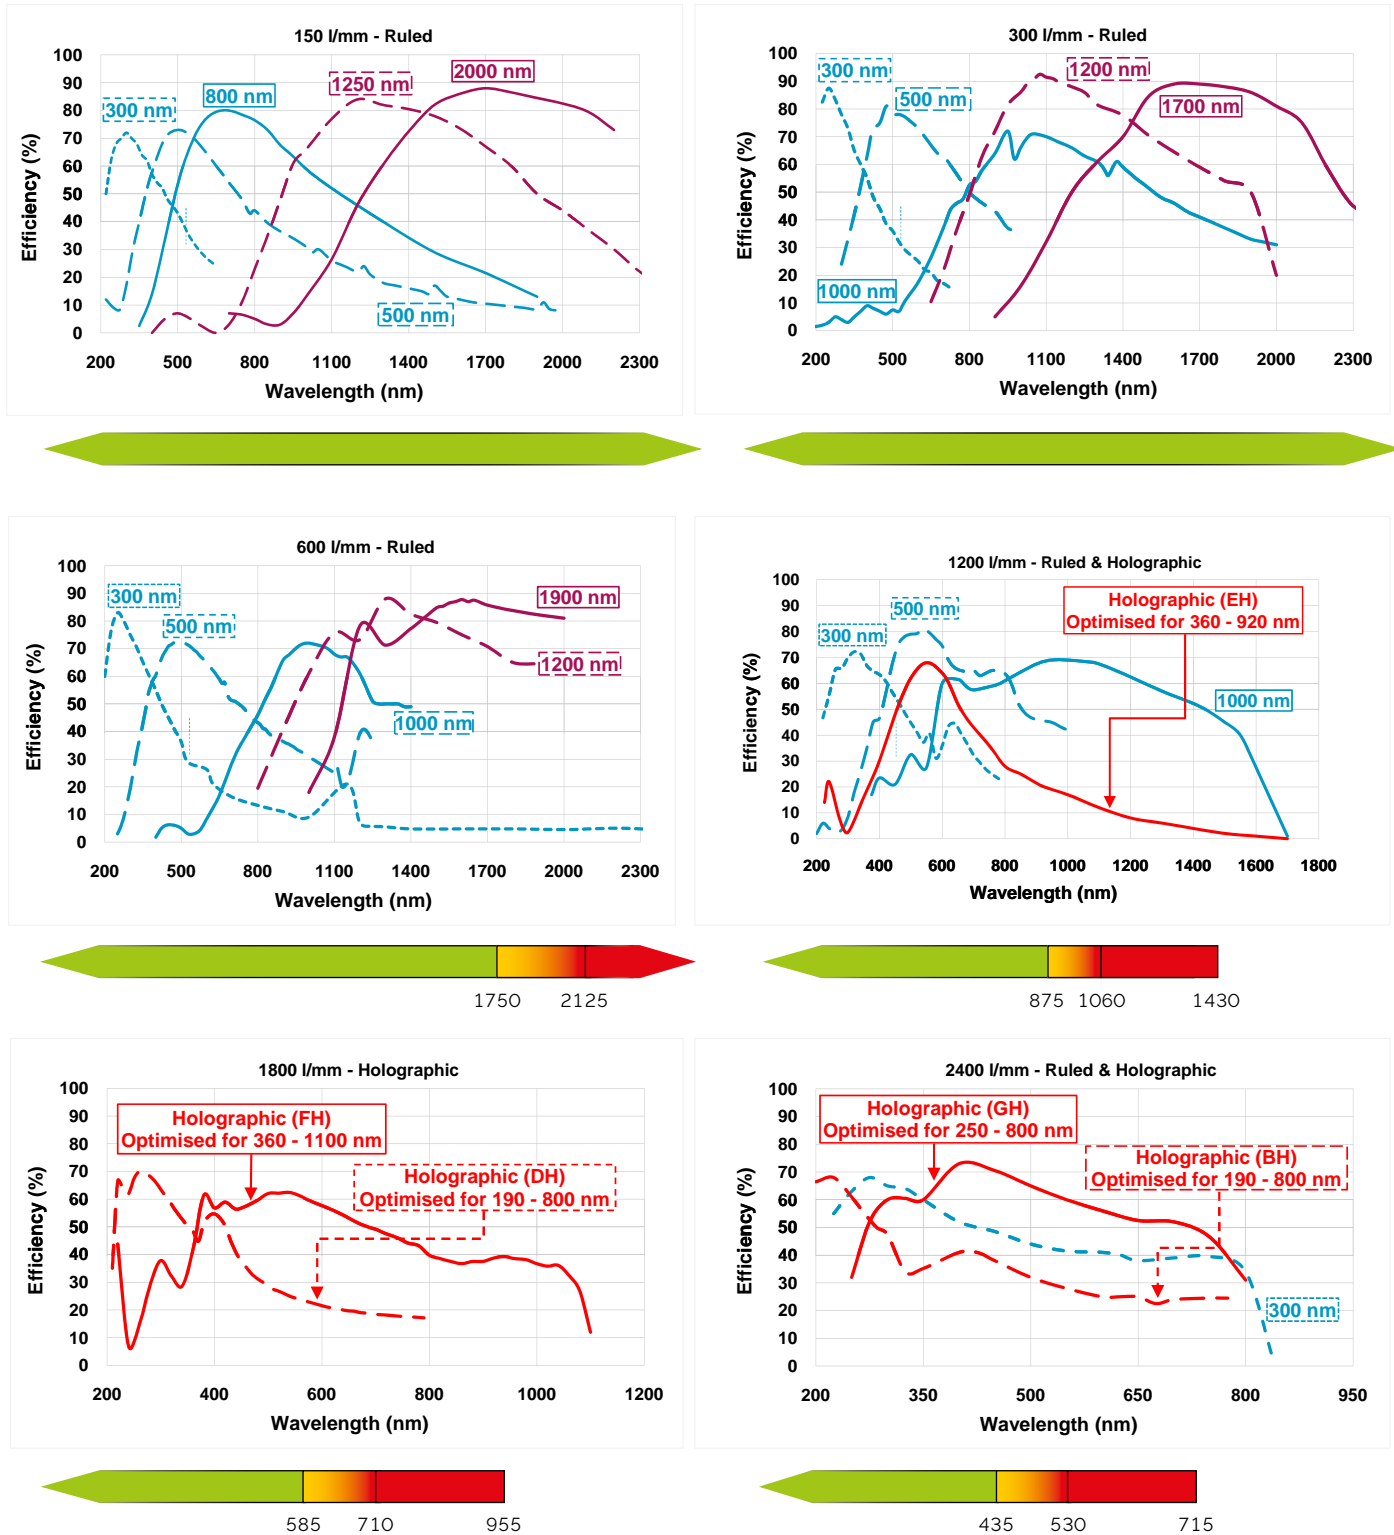 150 l/mm - Ruled
100
90
80
70
60
50
40
30
20
10
0
Efficiency (%)
300 nm
800 nm
1250 nm
2000 nm
500 nm
200 500 800 1100 1400 1700 2000 2300
Wavelength (nm)
300 l/mm - Ruled
100
90
80
70
60
50
40
30
20
10
0
Efficiency (%)
300 nm
500 nm
1200 nm
1700 nm
1000 nm
200 500 800 1100 1400 1700 2000 2300
Wavelength (nm)
600 l/mm - Ruled
100
90
80
70
60
50
40
30
20
10
0
Efficiency (%)
300 nm
500 nm
1900 nm
1200 nm
1000 nm
200 500 800 1100 1400 1700 2000 2300
Wavelength (nm)
1750 2125
1200 l/mm - Ruled & Holographic
100
90
80
70
60
50
40
30
20
10
0
Efficiency (%)
300 nm
500 nm
Holographic (EH)
Optimised for 360 - 920 nm
1000 nm
200 400 600 800 1000 1200 1400 1600 1800
Wavelength (nm)
875 1060 1430
1800 l/mm - Holographic
100
90
80
70
60
50
40
30
20
10
0
Efficiency (%)
Holographic (FH)
Optimised for 360 - 1100 nm
Holographic (DH)
Optimised for 190 - 800 nm
200 400 600 800 1000 1200
Wavelength (nm)
585 710 955
2400 l/mm - Ruled & Holographic
100
90
80
70
60
50
40
30
20
10
0
Efficiency (%)
Holographic (GH)
Optimised for 250 - 800 nm
Holographic (BH)
Optimised for 190 - 800 nm
300 nm
200 350 500 650 800 950
Wavelength (nm)
435 530 715